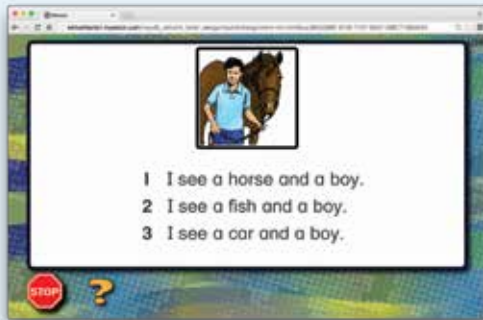 1 I see a horse and a boy.
2 I see a fish and a boy.
3 I see a car and a boy.
STOP ?